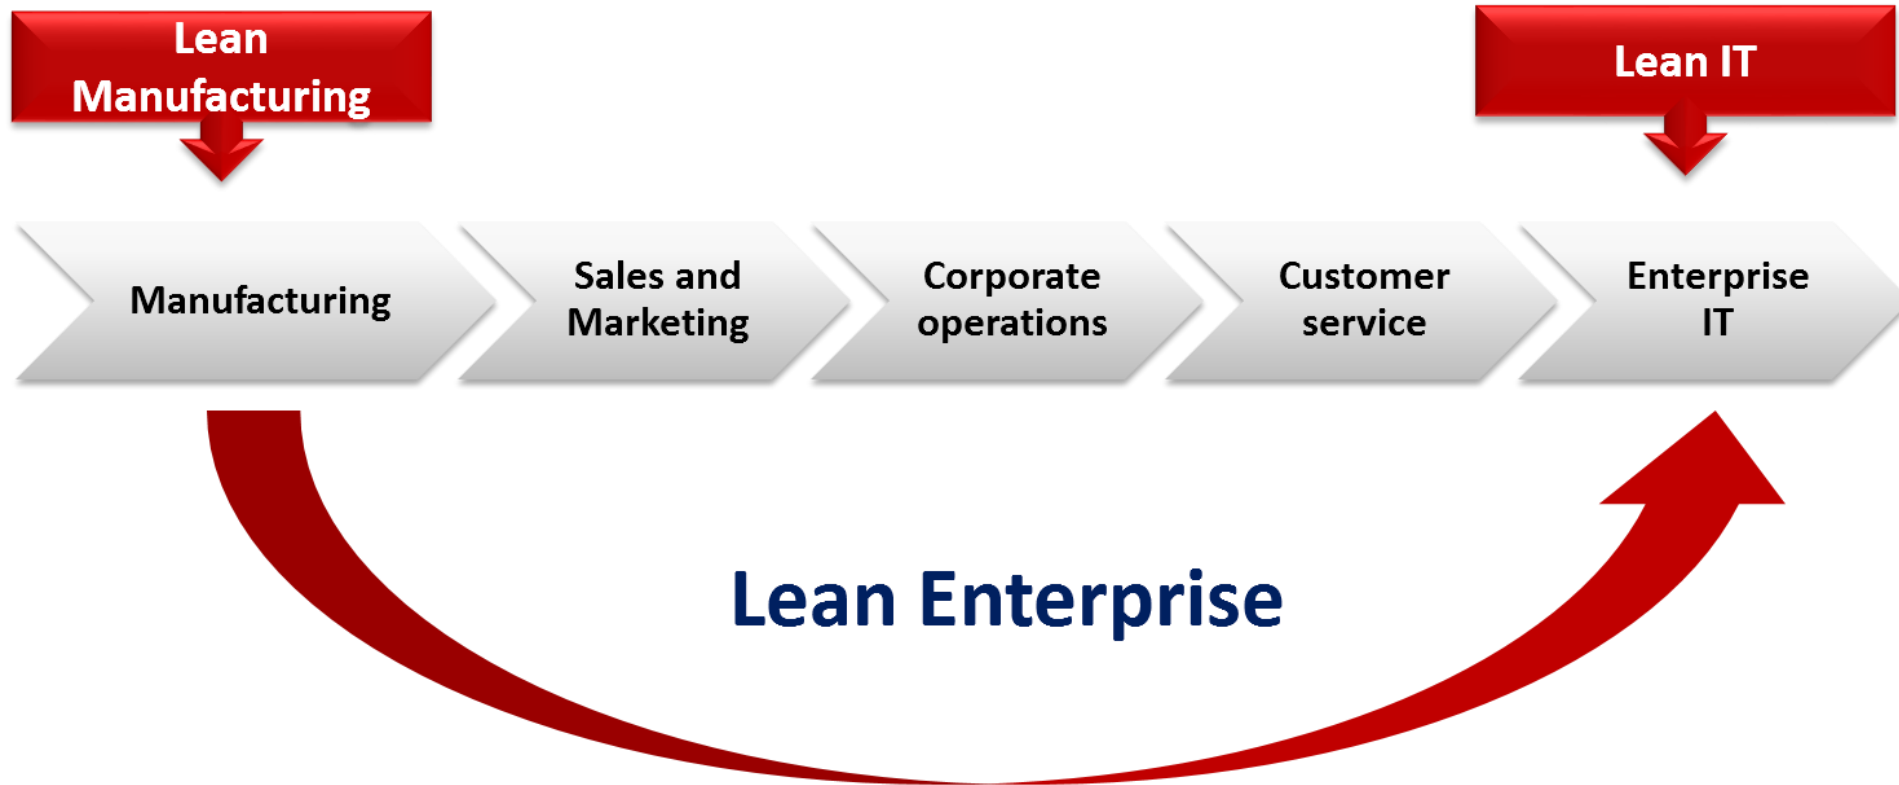 Lean
Manufacturing
Lean IT
Manufacturing
Sales and
Marketing
Corporate
operations
Customer
service
Enterprise
IT
Lean Enterprise